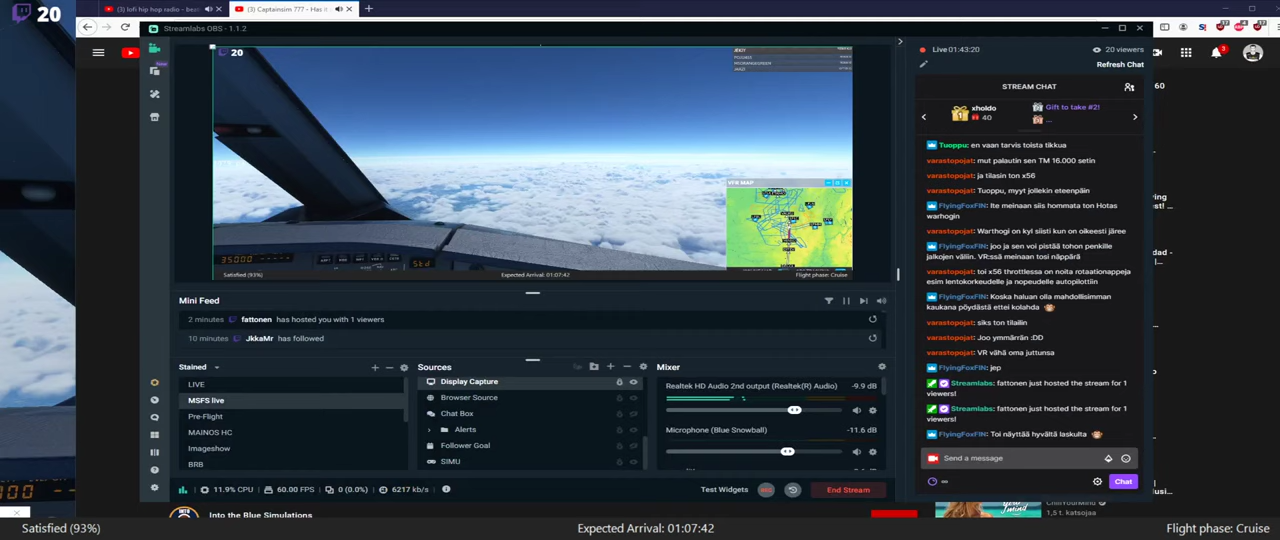 20
(3) lofi hip hop radio - bea
(3) Captainsim 777 - Has it
Streamlabs OBS - 1.1.2
20
35000
VFR MAP
Satisfied (93%)
Expected Arrival: 01:07:42
Flight phase: Cruise
Mini Feed
2 minutes fattonen has hosted you with 1 viewers
10 minutes JkkaMr has followed
Stained
LIVE
MSFS live
Pre-Flight
MAINOS HC
Imageshow
BRB
Sources
Display Capture
Browser Source
Chat Box
Alerts
Follower Goal
SIMU
Mixer
Realtek HD Audio 2nd output (Realtek(R) Audio) -9.9 dB
Microphone (Blue Snowball) -11.6 dB
11.9% CPU
60.00 FPS
0 (0.0%)
6217 kb/s
Test Widgets
REC
End Stream
Live 01:43:20
20 viewers
Refresh Chat
STREAM CHAT
1
xholdo
40
Gift to take #2!
...
Tuoppu: en vaan tarvis toista tikkua
varastopojat: mut palautin sen TM 16.000 setin
varastopojat: ja tilasin ton x56
varastopojat: Tuoppu, myyt jollekin eteenpäin
FlyingFoxFIN: Ite meinaan siis hommata ton Hotas
warhogin
varastopojat: Warthogi on kyl siisti kun on oikeesti järee
FlyingFoxFIN: joo ja sen voi pistää tohon penkille
jalkojen väliin. VR:ssä meinaan tosi näppärä
varastopojat: toi x56 throttlessa on noita rotaationappeja
esim lentokorkeudelle ja nopeudelle autopilottiin
FlyingFoxFIN: Koska haluan olla mahdollisimman
kaukana pöydästä ettei kolahda
varastopojat: siks ton tilailin
varastopojat: Joo ymmärrän :DD
varastopojat: VR vähä oma juttunsa
FlyingFoxFIN: jep
Streamlabs: fattonen just hosted the stream for 1
viewers!
Streamlabs: fattonen just hosted the stream for 1
viewers!
FlyingFoxFIN: Toi näyttää hyvältä laskulta
Send a message
Chat
3
60
Into the Blue Simulations
ChillYourMind
1,5 t. katsojaa
Satisfied (93%)
Expected Arrival: 01:07:42
Flight phase: Cruise